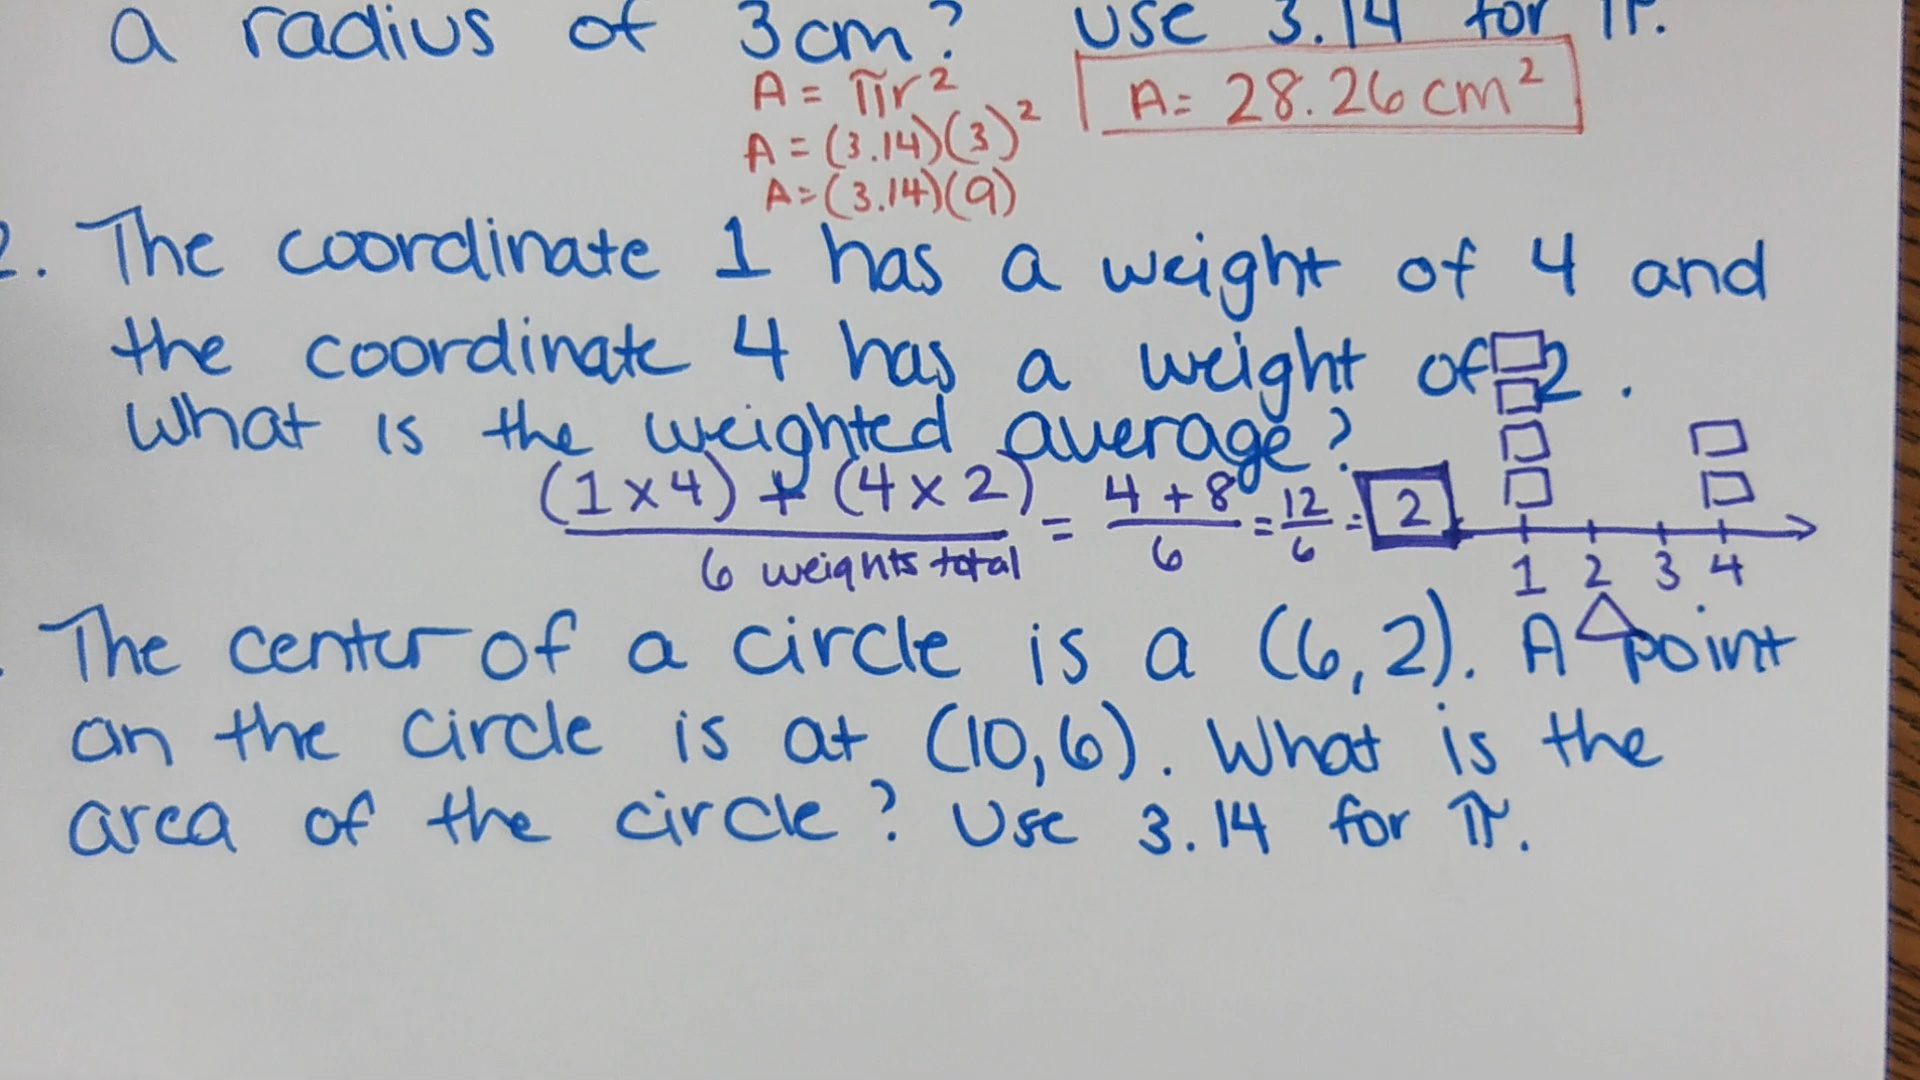 a radius of 3cm? Use 3.14 for π.
A = πr²
A = 28.26 cm²
A = (3.14)(3)²
A = (3.14)(9)
2. The coordinate 1 has a weight of 4 and
the coordinate 4 has a weight of 2.
What is the weighted average?
(1 x 4) + (4 x 2) / 6 weights total = 4 + 8 / 6 = 12 / 6 = 2
1 2 3 4
. The center of a circle is a (6,2). A point
on the circle is at (10,6). What is the
area of the circle? Use 3.14 for π.